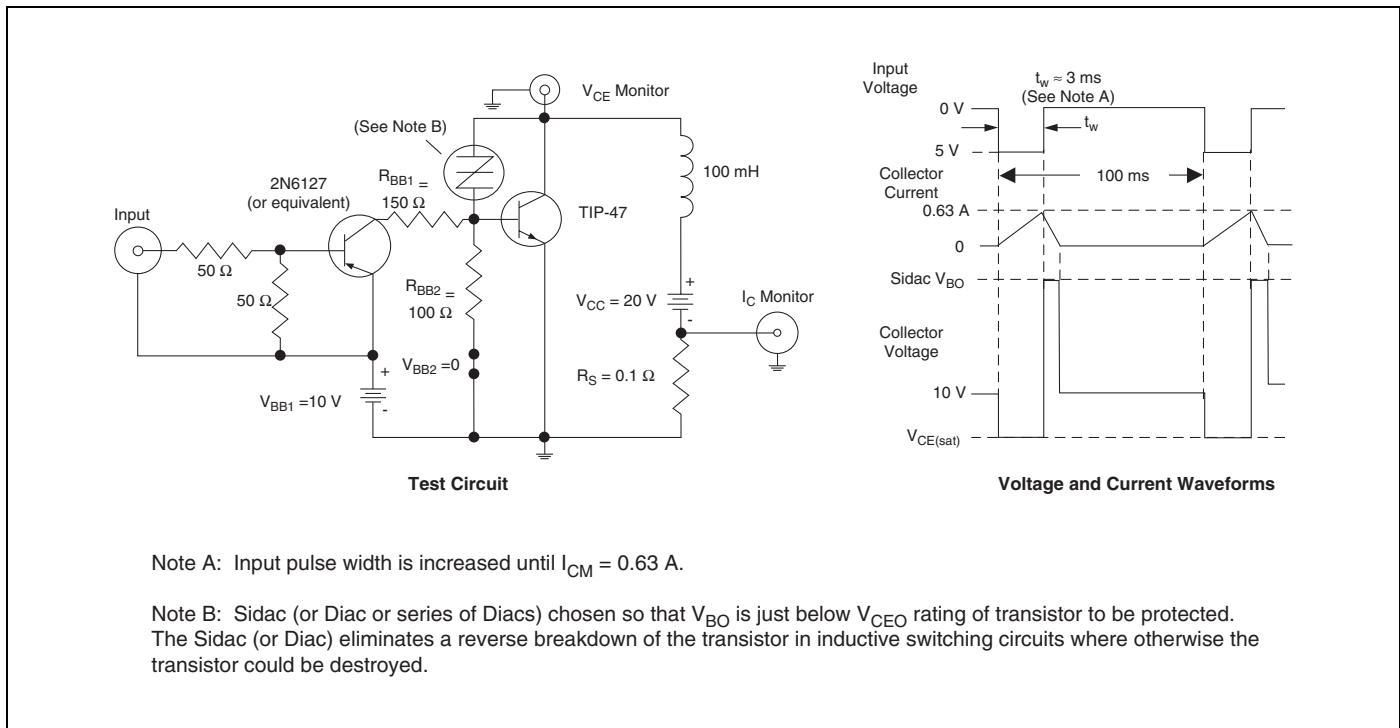 V_CE Monitor
(See Note B)
R_BB1 =
150 Ω
2N6127
(or equivalent)
Input
50 Ω
50 Ω
TIP-47
100 mH
R_BB2 =
100 Ω
V_BB2 =0
V_BB1 =10 V
+
-
V_CC = 20 V
+
-
I_C Monitor
R_S = 0.1 Ω
Test Circuit
Input
Voltage
t_w ≈ 3 ms
(See Note A)
0 V
t_w
5 V
Collector
Current
100 ms
0.63 A
0
Sidac V_BO
Collector
Voltage
10 V
V_CE(sat)
Voltage and Current Waveforms
Note A: Input pulse width is increased until I_CM = 0.63 A.
Note B: Sidac (or Diac or series of Diacs) chosen so that V_BO is just below V_CEO rating of transistor to be protected.
The Sidac (or Diac) eliminates a reverse breakdown of the transistor in inductive switching circuits where otherwise the
transistor could be destroyed.